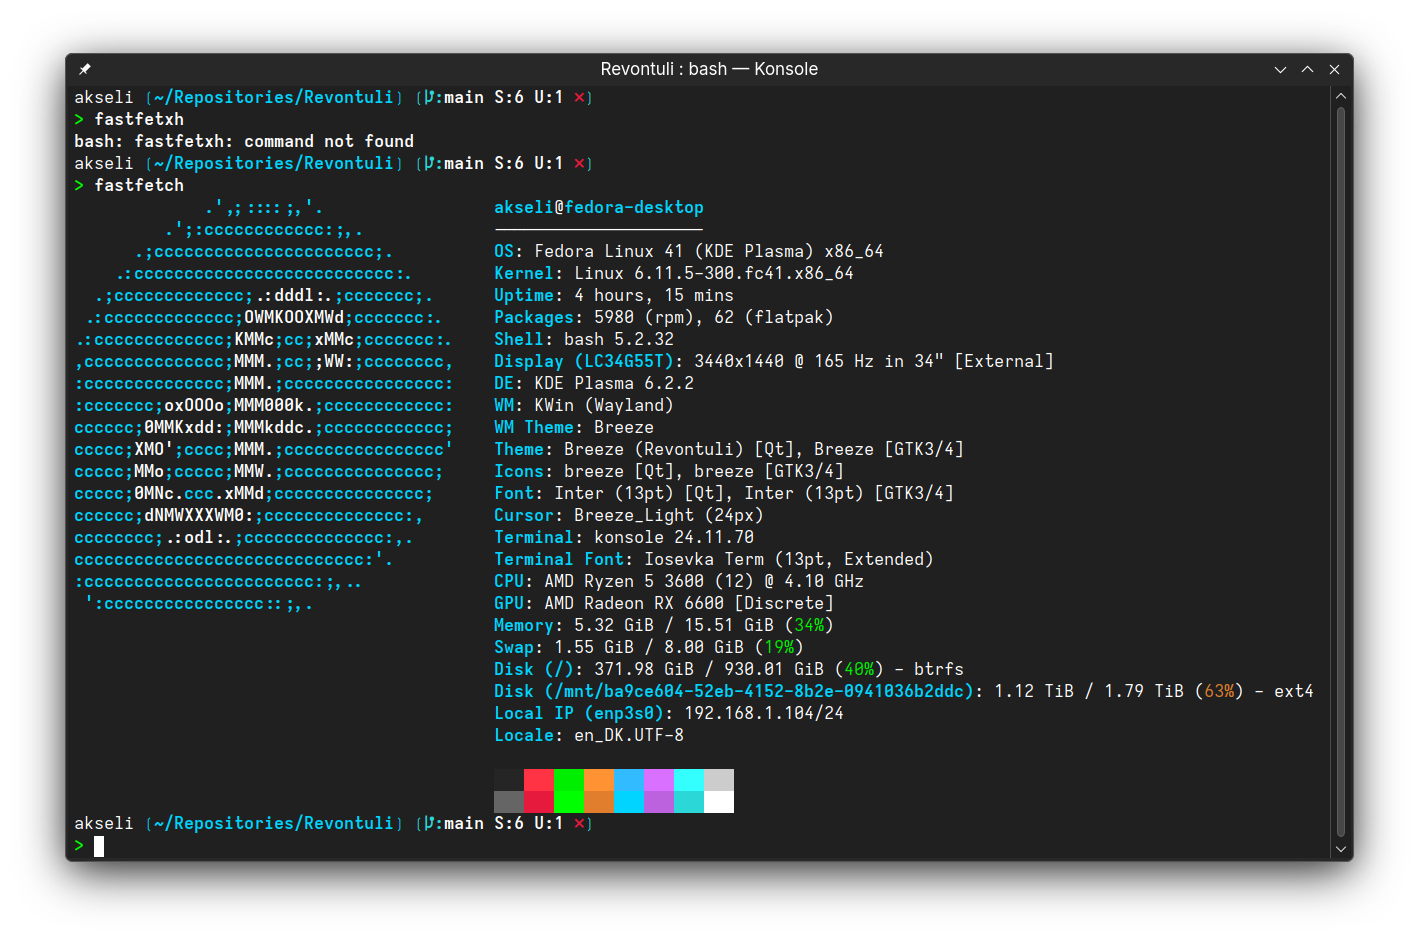 Revontuli : bash — Konsole
akseli (~/Repositories/Revontuli) (:main S:6 U:1 ×)
> fastfetxh
bash: fastfetxh: command not found
akseli (~/Repositories/Revontuli) (:main S:6 U:1 ×)
> fastfetch
             .',;::::;,'.                 akseli@fedora-desktop
         .';:cccccccccccc:;,.             ─────────────────────
      .;cccccccccccccccccccccc;.          OS: Fedora Linux 41 (KDE Plasma) x86_64
    .:cccccccccccccccccccccccccc:.        Kernel: Linux 6.11.5-300.fc41.x86_64
  .;ccccccccccccc;.:dddl:.;ccccccc;.      Uptime: 4 hours, 15 mins
 .:ccccccccccccc;OWMKOOXMWd;ccccccc:.     Packages: 5980 (rpm), 62 (flatpak)
.:ccccccccccccc;KMMc;cc;xMMc;ccccccc:.    Shell: bash 5.2.32
,cccccccccccccc;MMM.;cc;;WW:;cccccccc,    Display (LC34G55T): 3440x1440 @ 165 Hz in 34" [External]
:cccccccccccccc;MMM.;cccccccccccccccc:    DE: KDE Plasma 6.2.2
:ccccccc;oxOOOo;MMM000k.;cccccccccccc:    WM: KWin (Wayland)
cccccc;0MMKxdd:;MMMkddc.;cccccccccccc;    WM Theme: Breeze
ccccc;XMO';cccc;MMM.;cccccccccccccccc'    Theme: Breeze (Revontuli) [Qt], Breeze [GTK3/4]
ccccc;MMo;ccccc;MMW.;ccccccccccccccc;     Icons: breeze [Qt], breeze [GTK3/4]
ccccc;0MNc.ccc.xMMd;ccccccccccccccc;      Font: Inter (13pt) [Qt], Inter (13pt) [GTK3/4]
cccccc;dNMWXXXWM0:;cccccccccccccc:,       Cursor: Breeze_Light (24px)
cccccccc;.:odl:.;cccccccccccccc:,.        Terminal: konsole 24.11.70
ccccccccccccccccccccccccccccc:'.          Terminal Font: Iosevka Term (13pt, Extended)
:ccccccccccccccccccccccc:;,..             CPU: AMD Ryzen 5 3600 (12) @ 4.10 GHz
 ':cccccccccccccccc::;,.                  GPU: AMD Radeon RX 6600 [Discrete]
Memory: 5.32 GiB / 15.51 GiB (34%)
Swap: 1.55 GiB / 8.00 GiB (19%)
Disk (/): 371.98 GiB / 930.01 GiB (40%) - btrfs
Disk (/mnt/ba9ce604-52eb-4152-8b2e-0941036b2ddc): 1.12 TiB / 1.79 TiB (63%) - ext4
Local IP (enp3s0): 192.168.1.104/24
Locale: en_DK.UTF-8
akseli (~/Repositories/Revontuli) (:main S:6 U:1 ×)
>